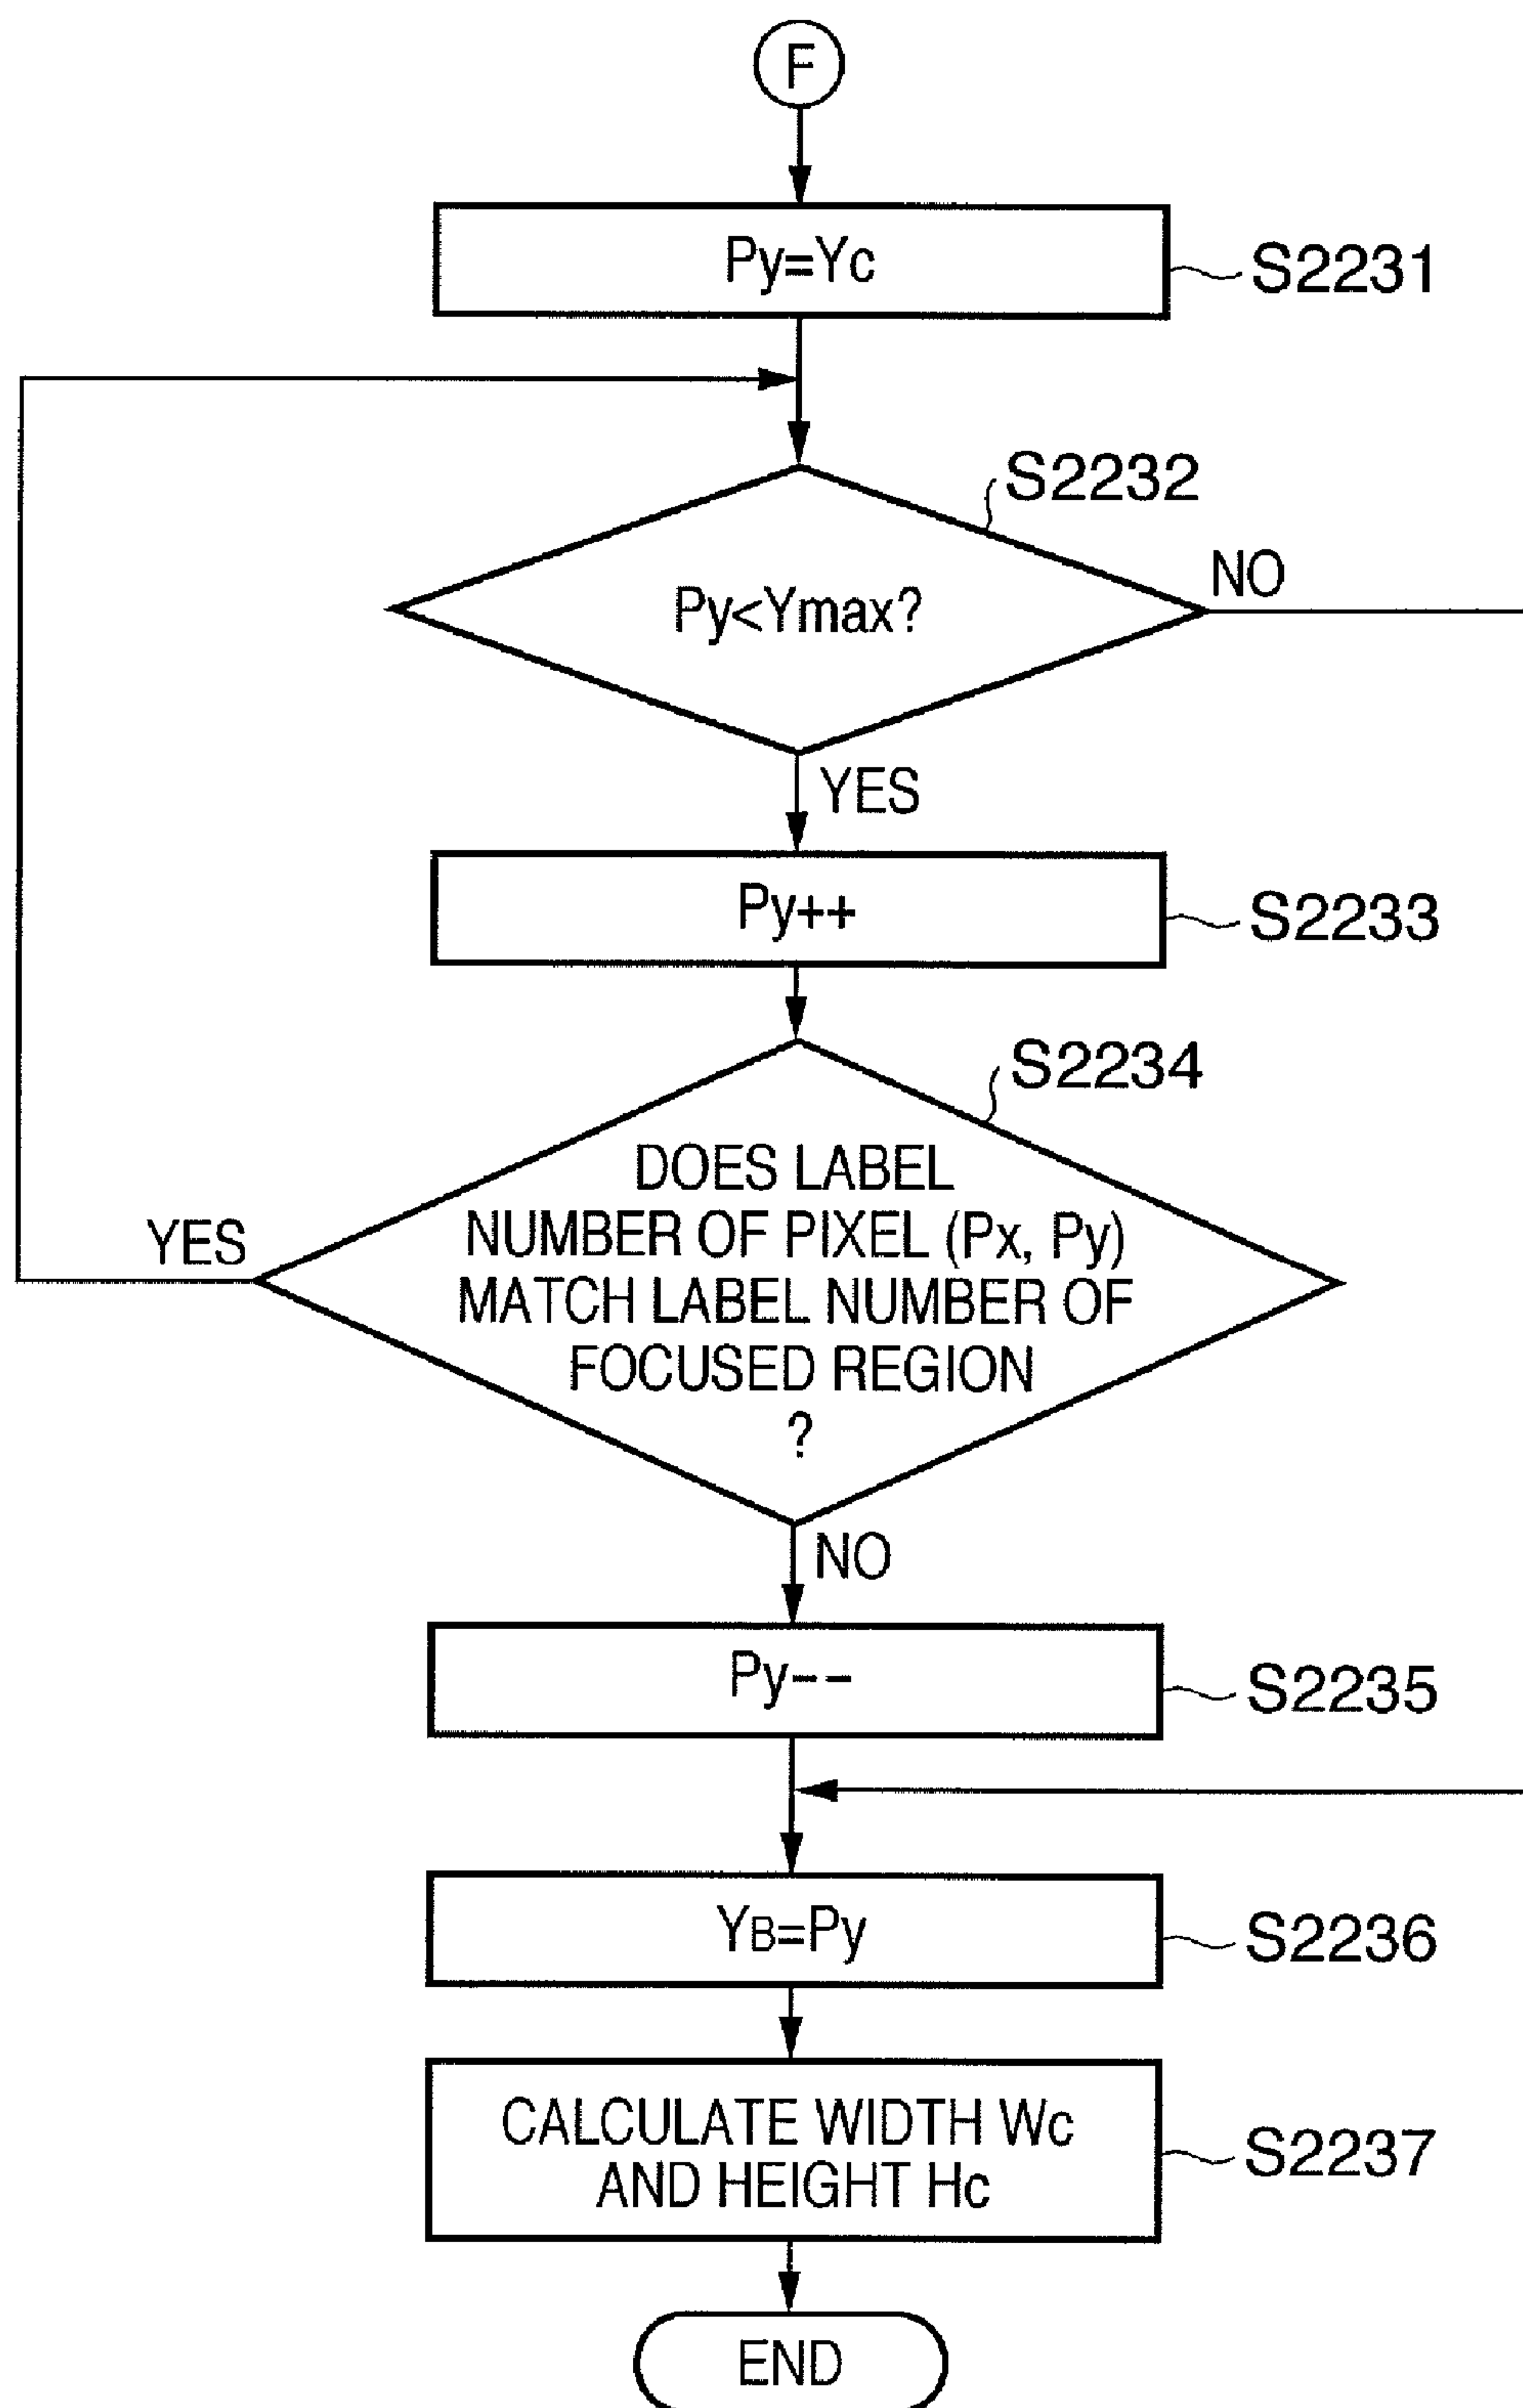 F
Py=Yc
S2231
S2232
Py<Ymax?
NO
YES
Py++
S2233
S2234
DOES LABEL
NUMBER OF PIXEL (Px, Py)
MATCH LABEL NUMBER OF
FOCUSED REGION
?
YES
NO
Py--
S2235
YB=Py
S2236
CALCULATE WIDTH Wc
AND HEIGHT Hc
S2237
END